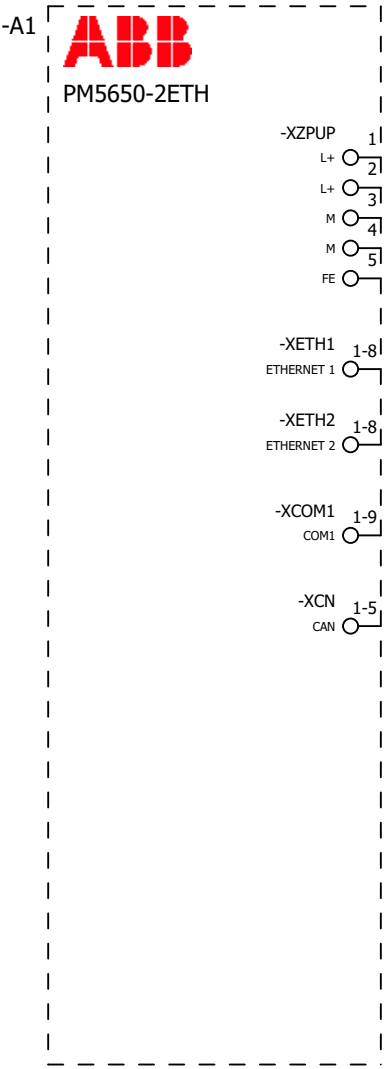 -A1
ABB
PM5650-2ETH
-XZPUP 1
L+
2
L+
3
M
4
M
5
FE
-XETH1 1-8
ETHERNET 1
-XETH2 1-8
ETHERNET 2
-XCOM1 1-9
COM1
-XCN 1-5
CAN